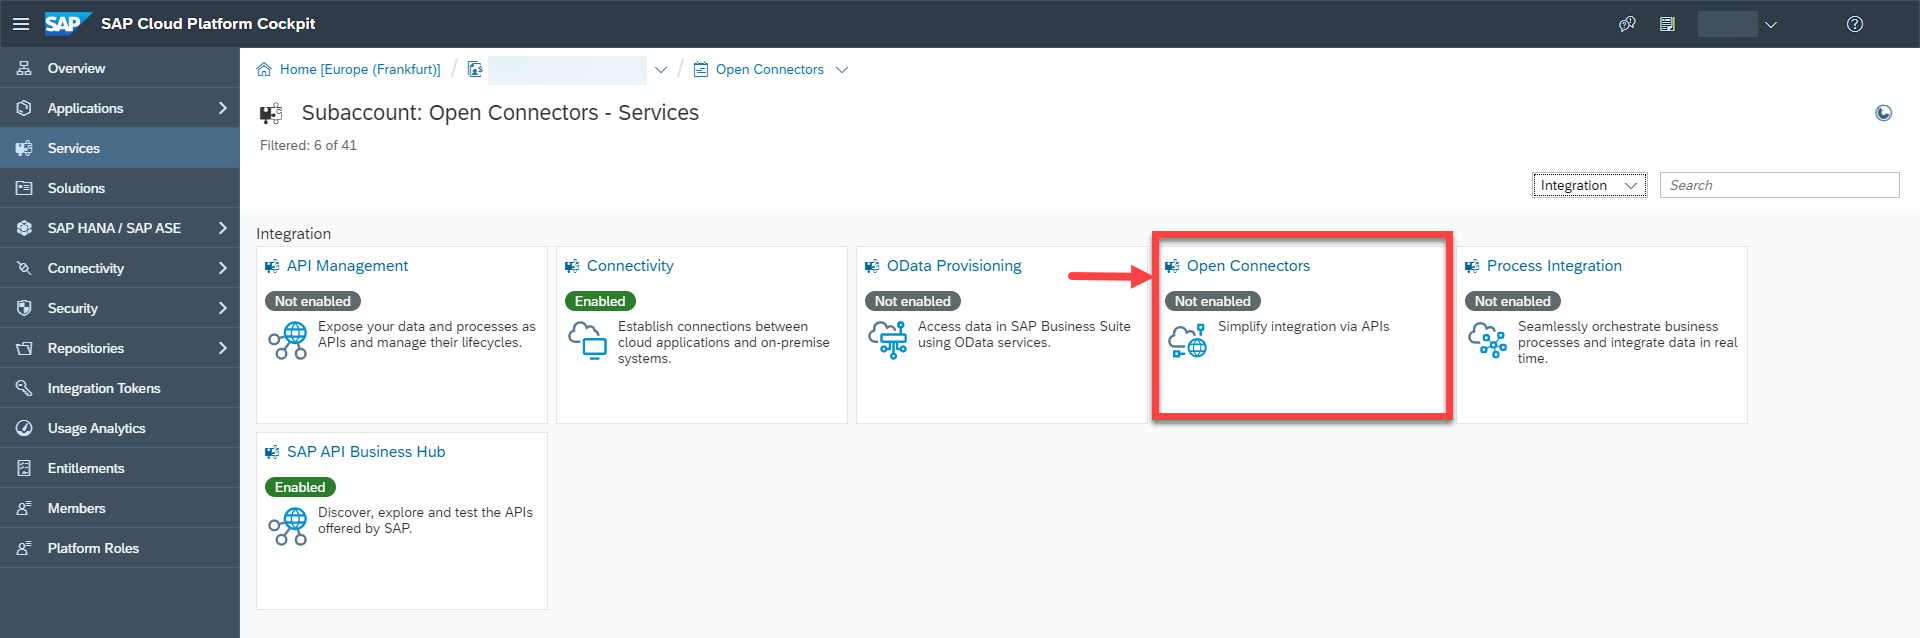 SAP SAP Cloud Platform Cockpit
Overview
Applications
Services
Solutions
SAP HANA / SAP ASE
Connectivity
Security
Repositories
Integration Tokens
Usage Analytics
Entitlements
Members
Platform Roles
Home [Europe (Frankfurt)] / / Open Connectors
Subaccount: Open Connectors - Services
Filtered: 6 of 41
Integration
Search
Integration
API Management
Not enabled
Expose your data and processes as
APIs and manage their lifecycles.
Connectivity
Enabled
Establish connections between
cloud applications and on-premise
systems.
OData Provisioning
Not enabled
Access data in SAP Business Suite
using OData services.
Open Connectors
Not enabled
Simplify integration via APIs
Process Integration
Not enabled
Seamlessly orchestrate business
processes and integrate data in real
time.
SAP API Business Hub
Enabled
Discover, explore and test the APIs
offered by SAP.